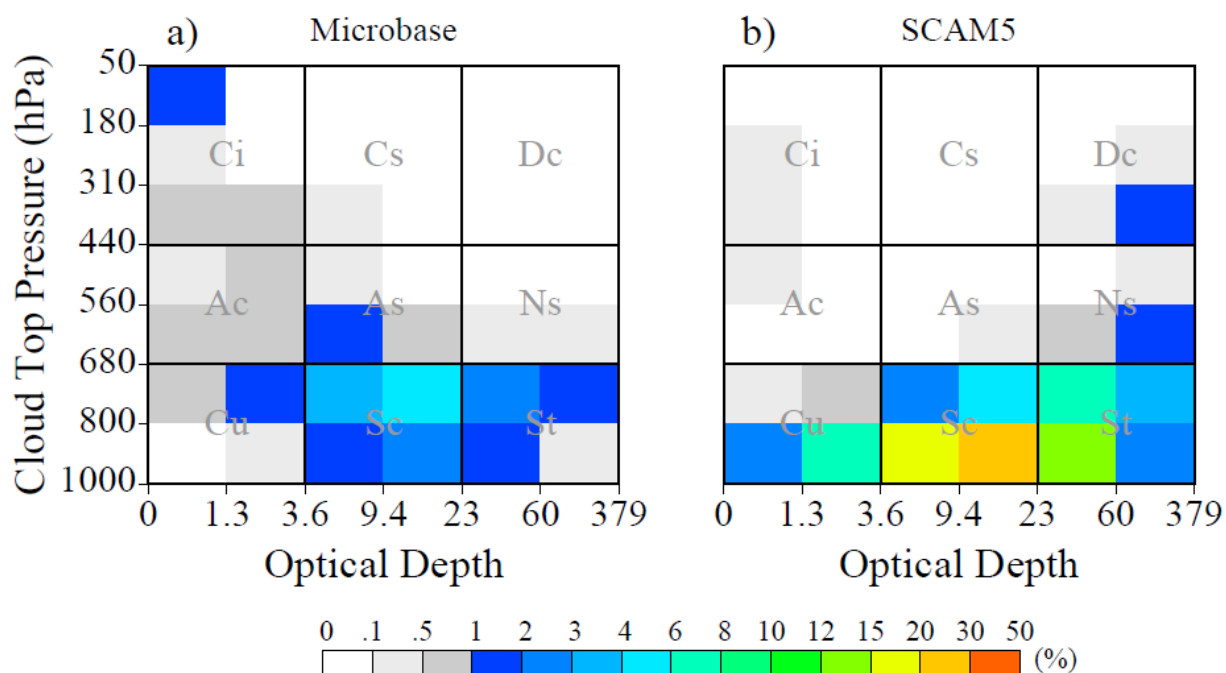 a) Microbase
b) SCAM5
Cloud Top Pressure (hPa)
50
180
310
440
560
680
800
1000
Ci Cs Dc
Ac As Ns
Cu Sc St
Ci Cs Dc
Ac As Ns
Cu Sc St
0 1.3 3.6 9.4 23 60 379
0 1.3 3.6 9.4 23 60 379
Optical Depth
Optical Depth
0 .1 .5 1 2 3 4 6 8 10 12 15 20 30 50
(%)